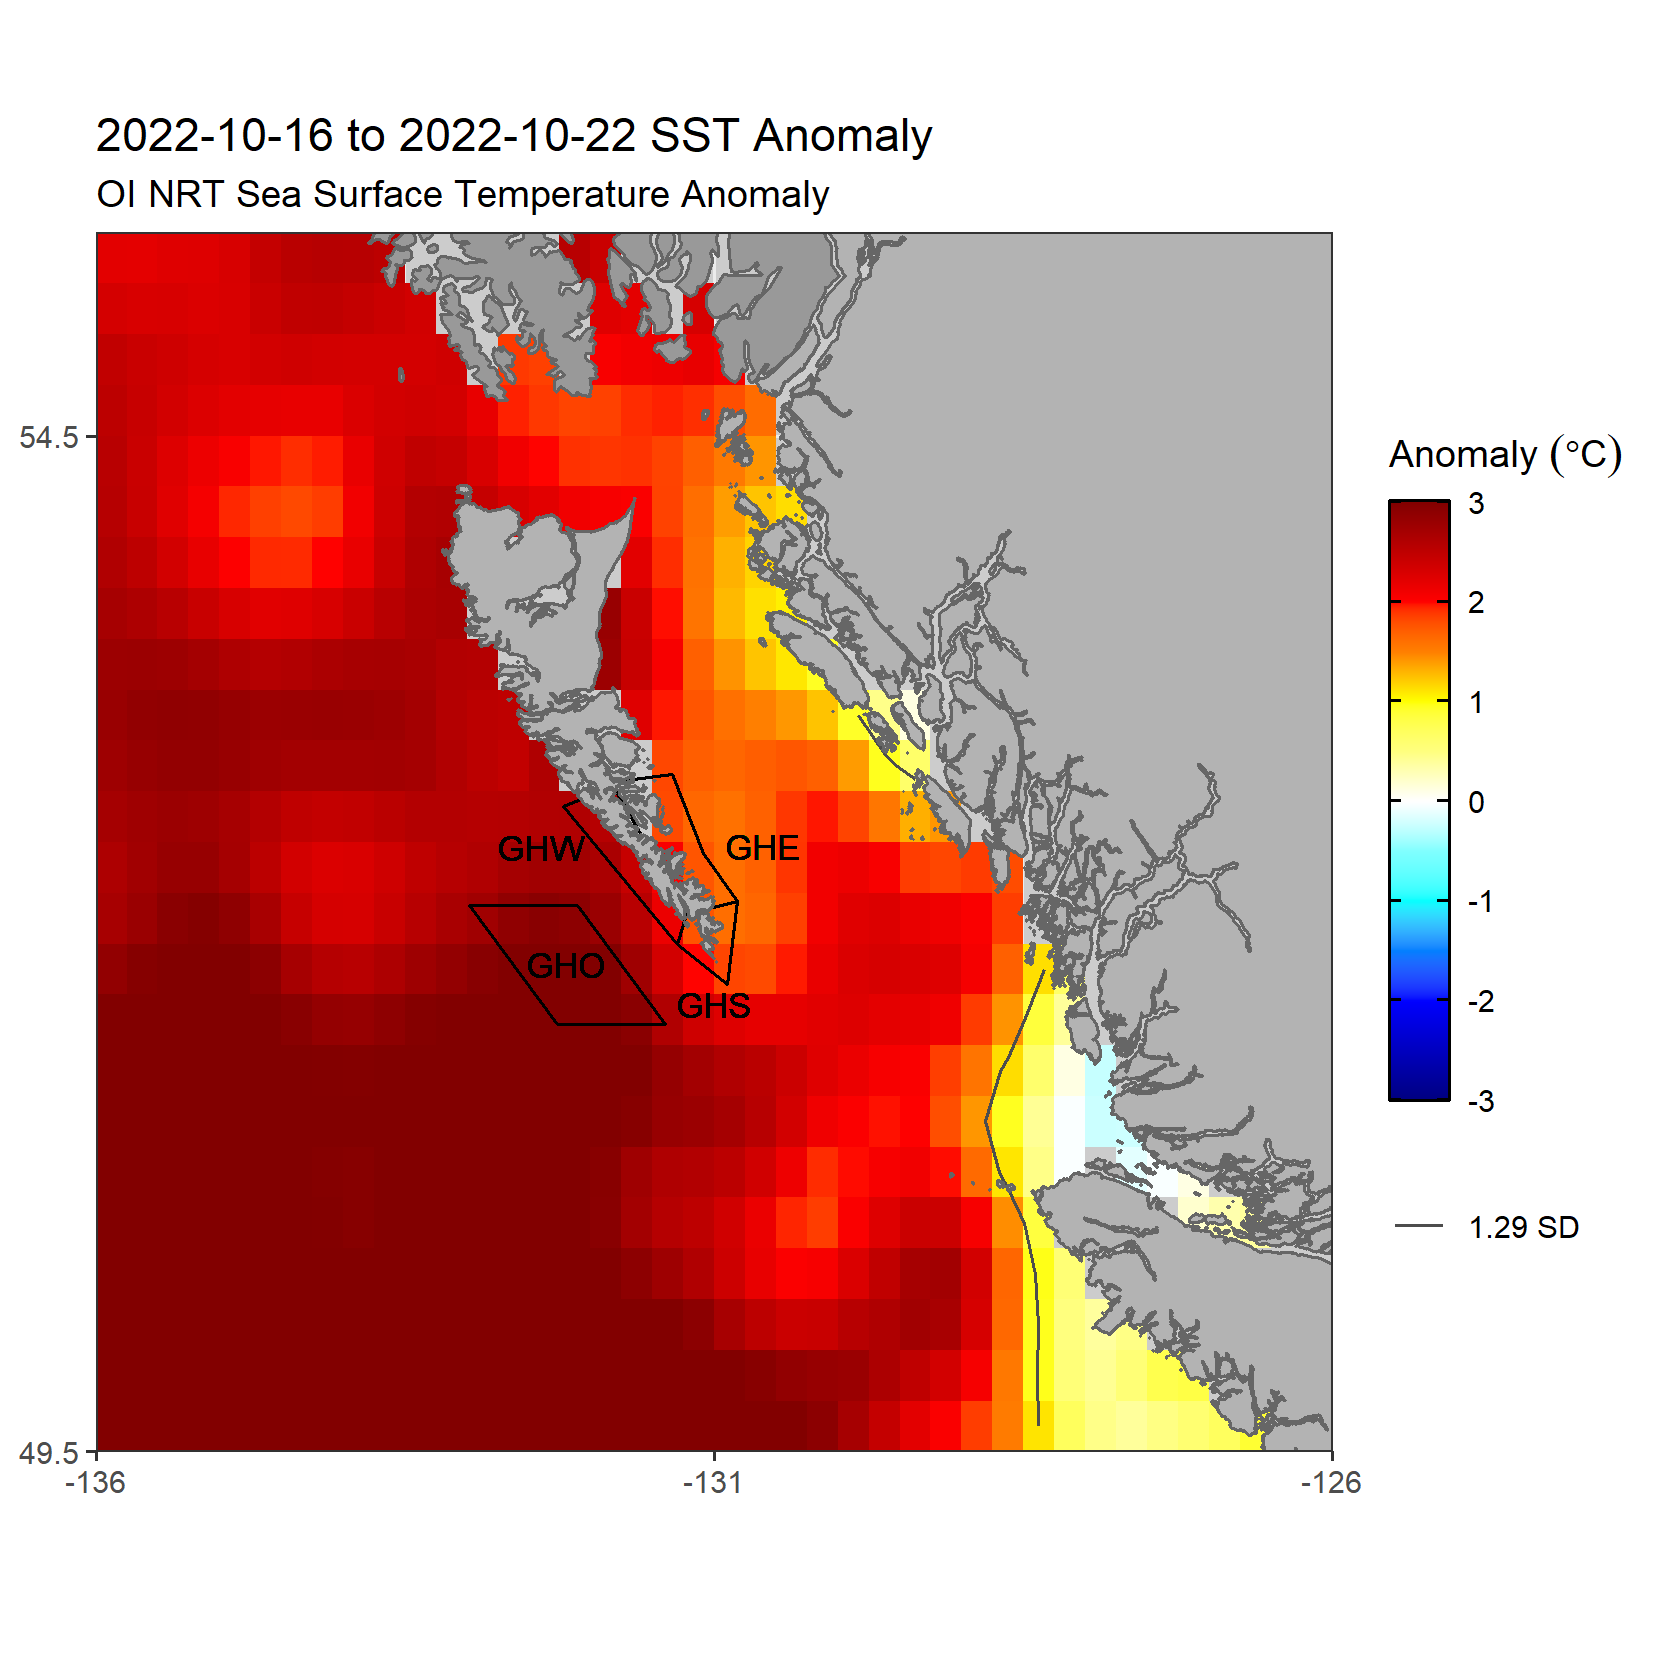 2022-10-16 to 2022-10-22 SST Anomaly
OI NRT Sea Surface Temperature Anomaly
54.5
49.5
-136
-131
-126
GHW
GHE
GHO
GHS
Anomaly (°C)
3
2
1
0
-1
-2
-3
1.29 SD